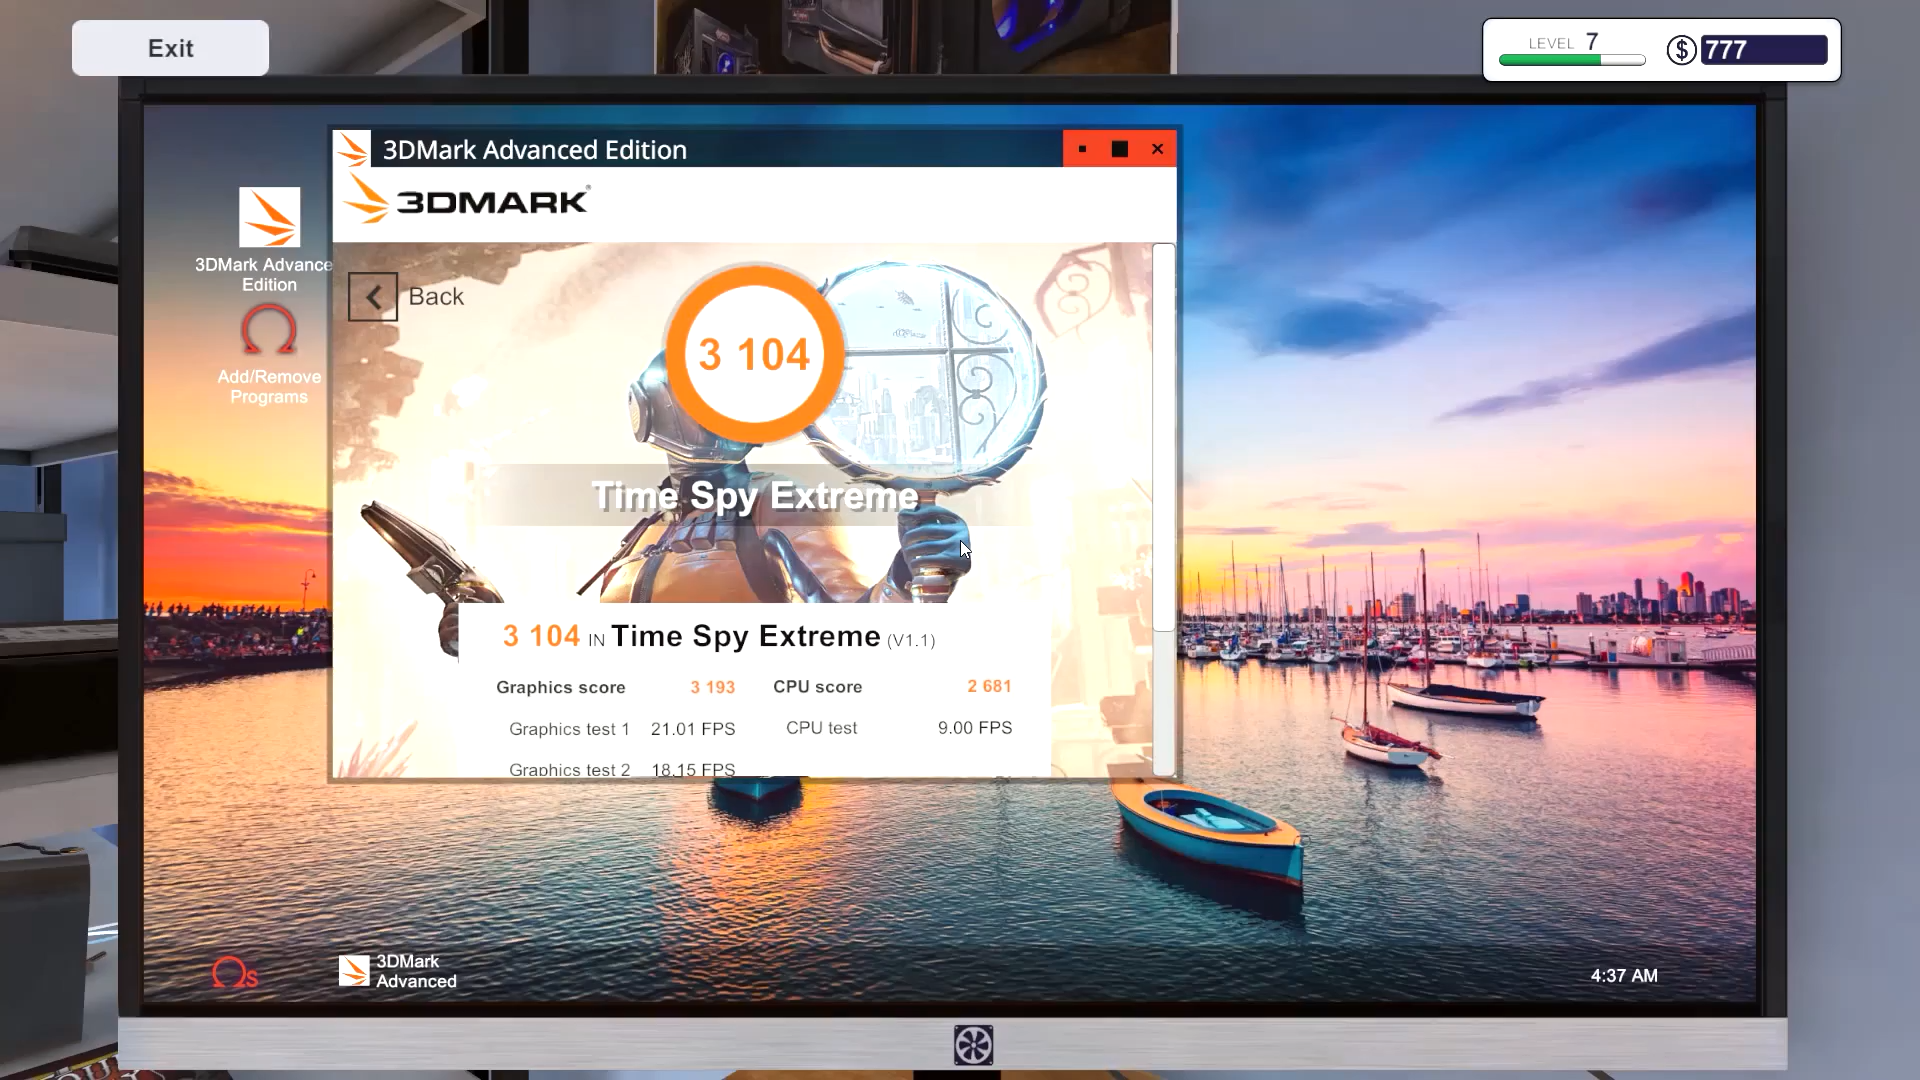 Exit
LEVEL 7
$ 777
3DMark Advanced Edition
3DMARK®
3DMark Advance
Edition
Add/Remove
Programs
Back
3 104
Time Spy Extreme
3 104 IN Time Spy Extreme (V1.1)
Graphics score 3 193 CPU score 2 681
Graphics test 1 21.01 FPS CPU test 9.00 FPS
Graphics test 2 18.15 FPS
ΩS
3DMark
Advanced
4:37 AM